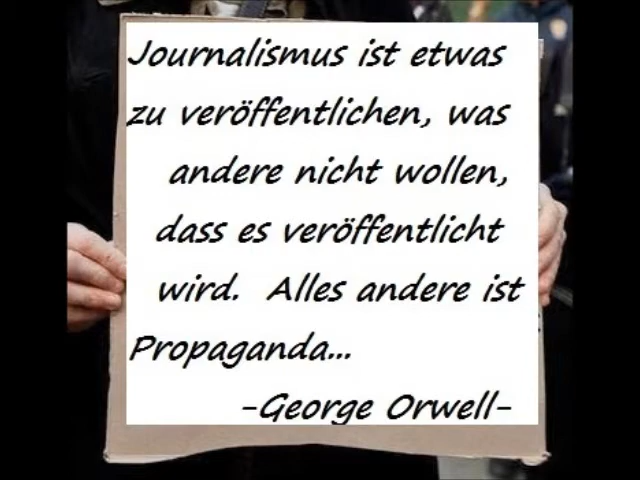 Journalismus ist etwas
zu veröffentlichen, was
andere nicht wollen,
dass es veröffentlicht
wird. Alles andere ist
Propaganda...
-George Orwell-